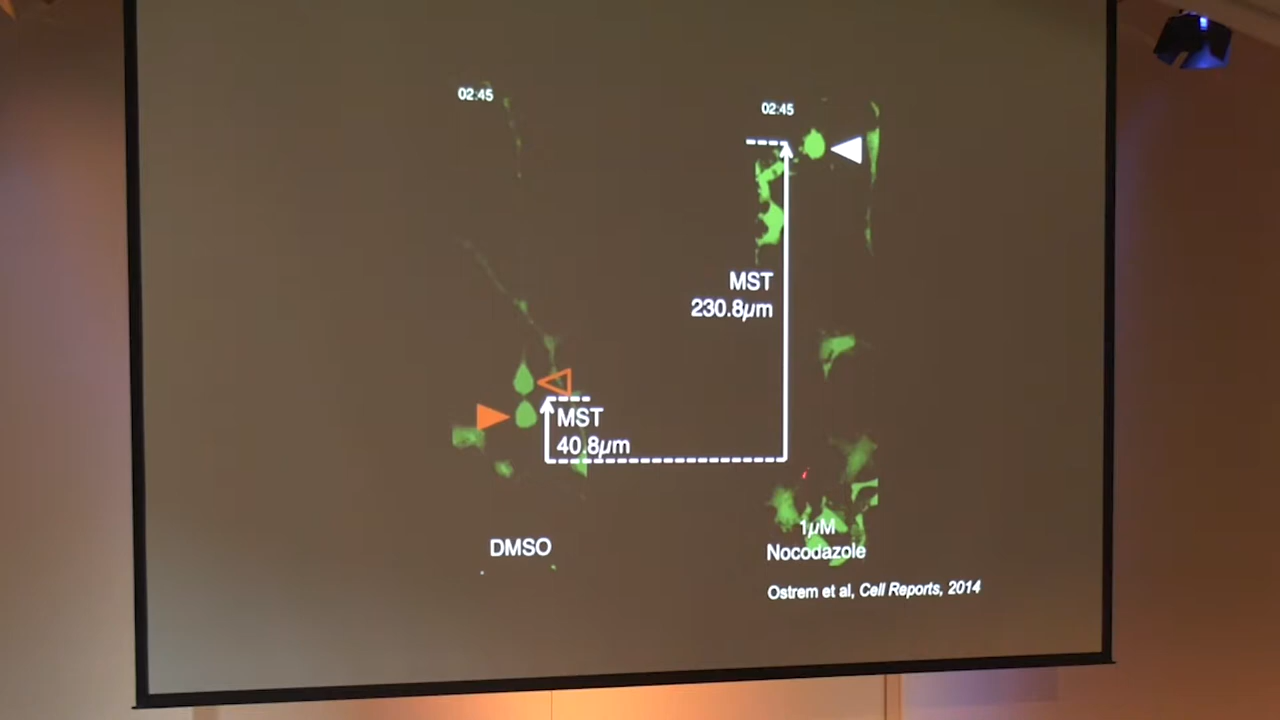 02:45
02:45
MST
230.8µm
MST
40.8µm
DMSO
1µM
Nocodazole
Ostrem et al, Cell Reports, 2014